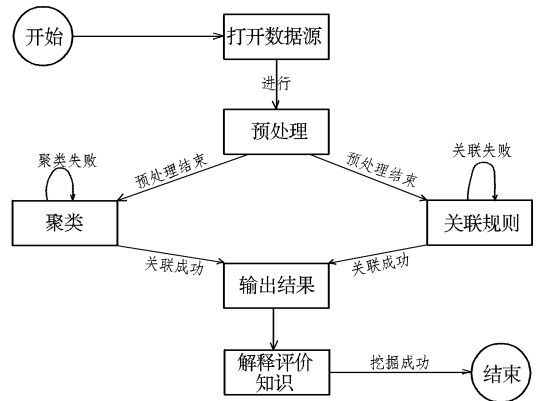 开始
打开数据源
进行
预处理
聚类失败
预处理结束
预处理结束
关联失败
聚类
关联规则
关联成功
输出结果
关联成功
解释评价
知识
挖掘成功
结束